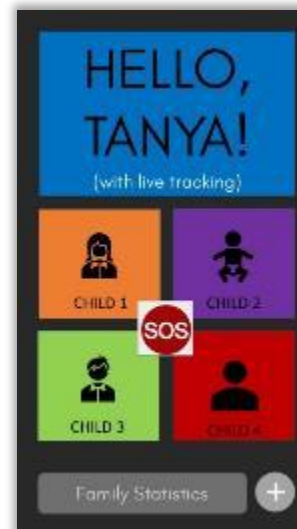 HELLO,
TANYA!
(with live tracking)
CHILD 1
CHILD 2
SOS
CHILD 3
CHILD 4
Family Statistics
+